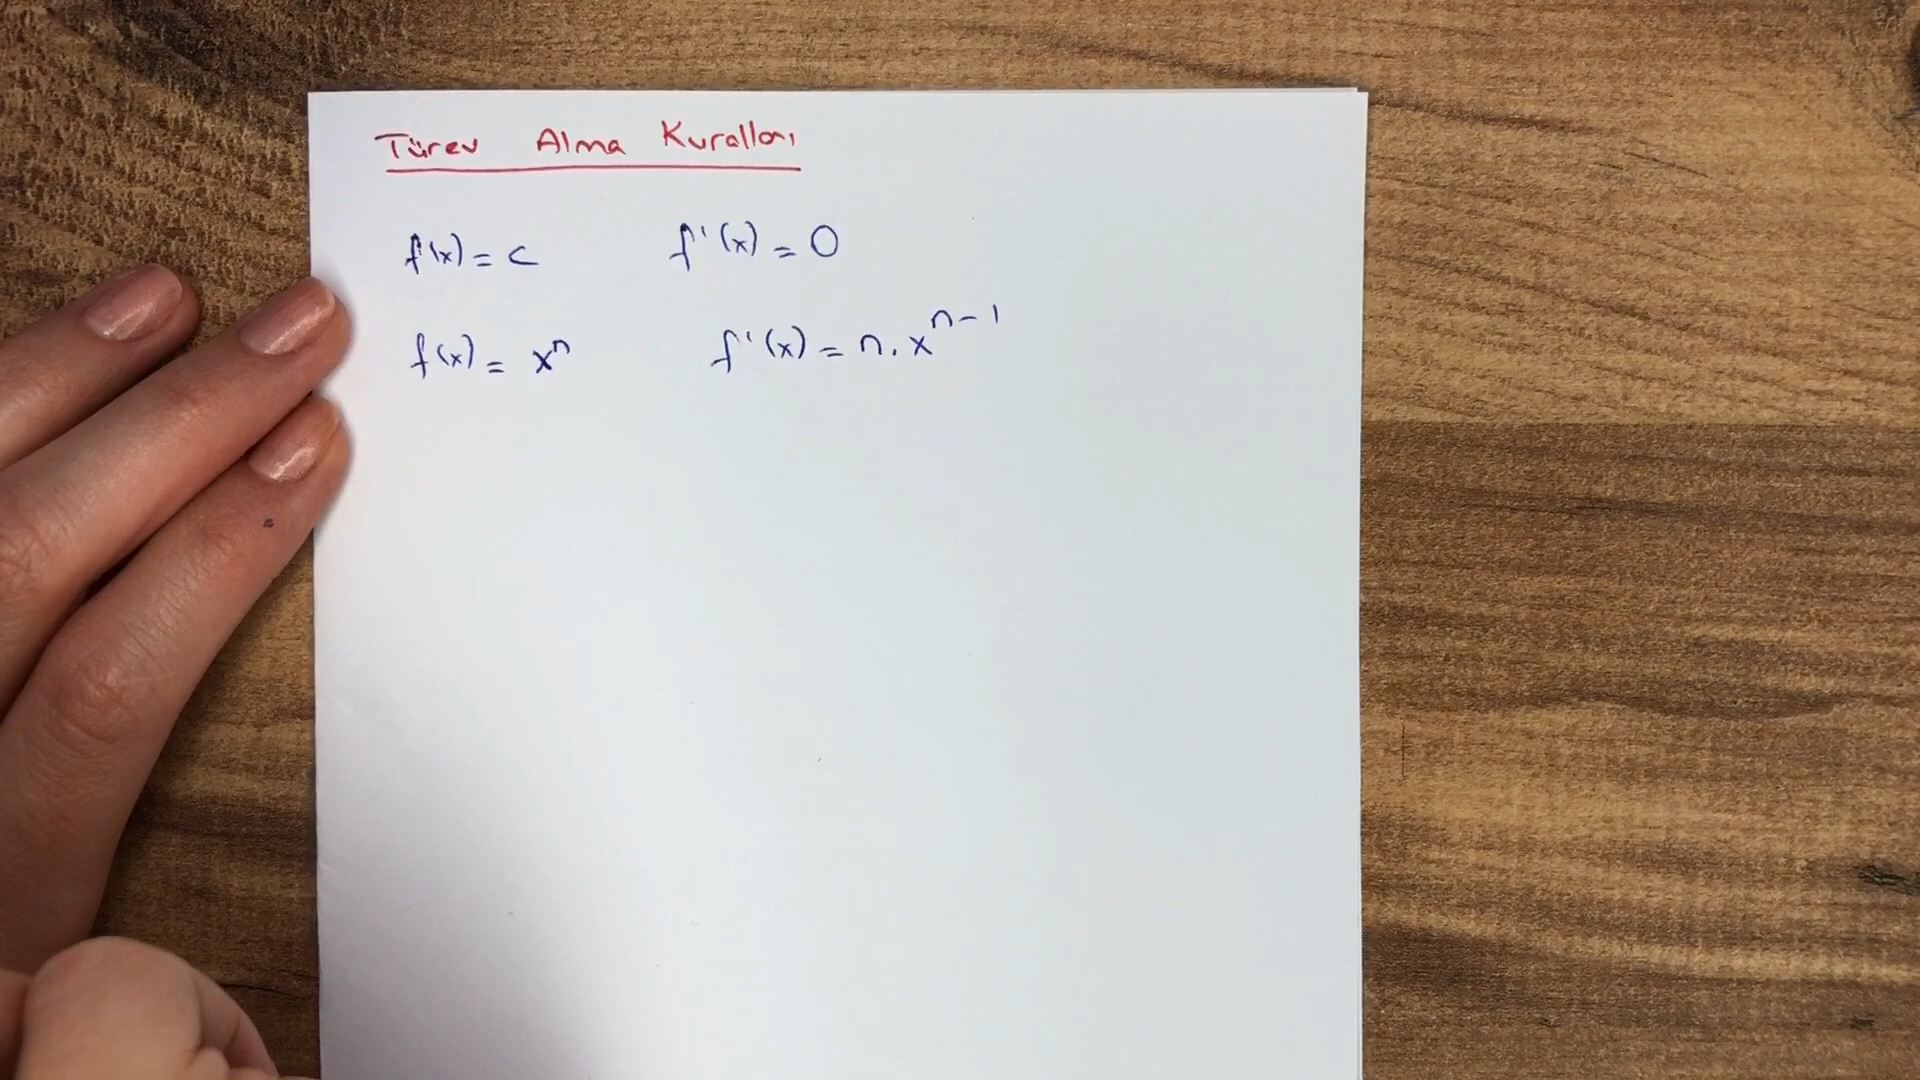 Türev Alma Kuralları
f(x) = c f'(x) = 0
f(x) = xⁿ f'(x) = n. xⁿ⁻¹